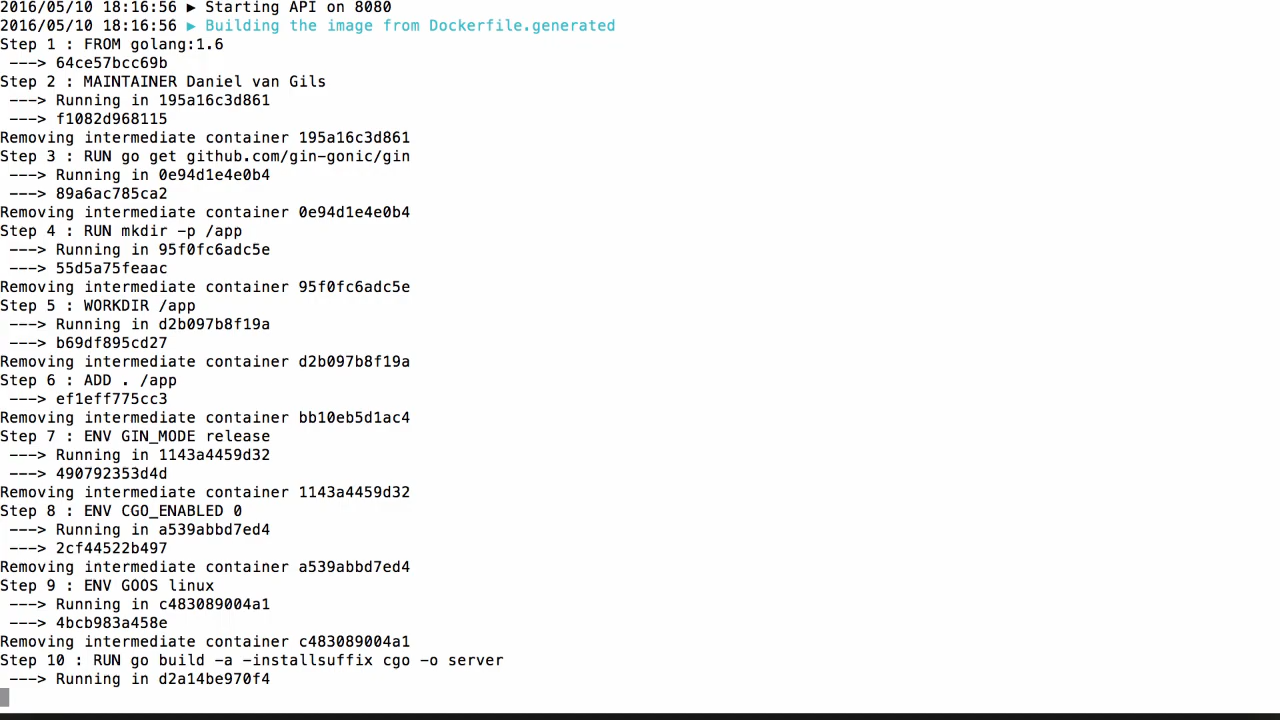 2016/05/10 18:16:56 ▶ Starting API on 8080
2016/05/10 18:16:56 ▶ Building the image from Dockerfile.generated
Step 1 : FROM golang:1.6
 ---> 64ce57bcc69b
Step 2 : MAINTAINER Daniel van Gils
 ---> Running in 195a16c3d861
 ---> f1082d968115
Removing intermediate container 195a16c3d861
Step 3 : RUN go get github.com/gin-gonic/gin
 ---> Running in 0e94d1e4e0b4
 ---> 89a6ac785ca2
Removing intermediate container 0e94d1e4e0b4
Step 4 : RUN mkdir -p /app
 ---> Running in 95f0fc6adc5e
 ---> 55d5a75feaac
Removing intermediate container 95f0fc6adc5e
Step 5 : WORKDIR /app
 ---> Running in d2b097b8f19a
 ---> b69df895cd27
Removing intermediate container d2b097b8f19a
Step 6 : ADD . /app
 ---> ef1eff775cc3
Removing intermediate container bb10eb5d1ac4
Step 7 : ENV GIN_MODE release
 ---> Running in 1143a4459d32
 ---> 490792353d4d
Removing intermediate container 1143a4459d32
Step 8 : ENV CGO_ENABLED 0
 ---> Running in a539abbd7ed4
 ---> 2cf44522b497
Removing intermediate container a539abbd7ed4
Step 9 : ENV GOOS linux
 ---> Running in c483089004a1
 ---> 4bcb983a458e
Removing intermediate container c483089004a1
Step 10 : RUN go build -a -installsuffix cgo -o server
 ---> Running in d2a14be970f4